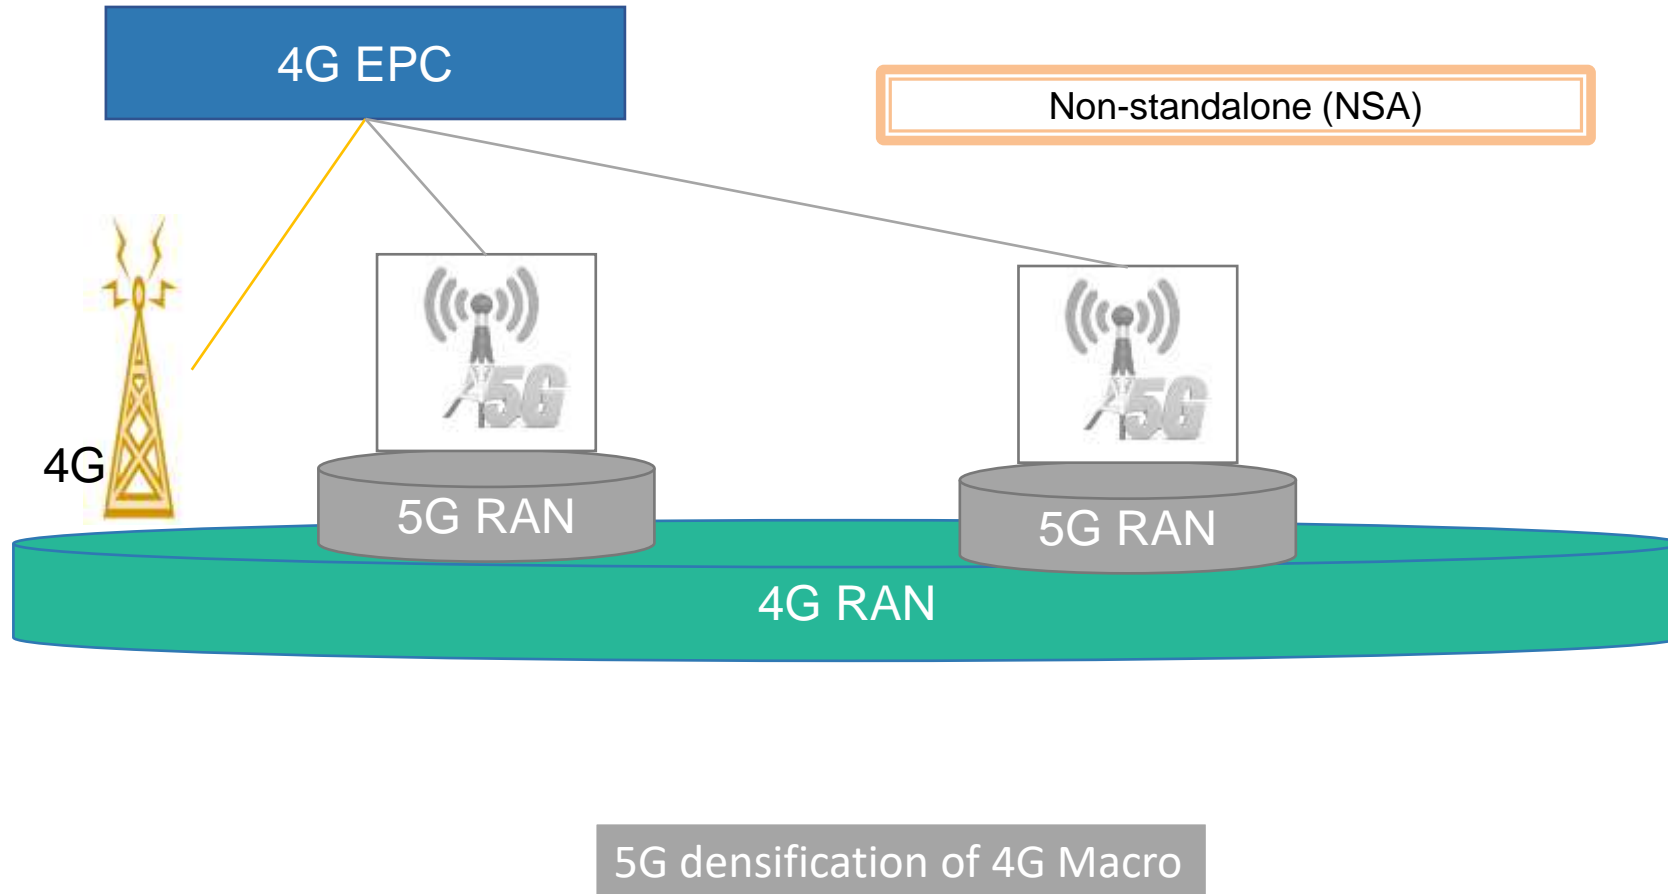 4G EPC
Non-standalone (NSA)
5G
5G
4G
5G RAN
5G RAN
4G RAN
5G densification of 4G Macro